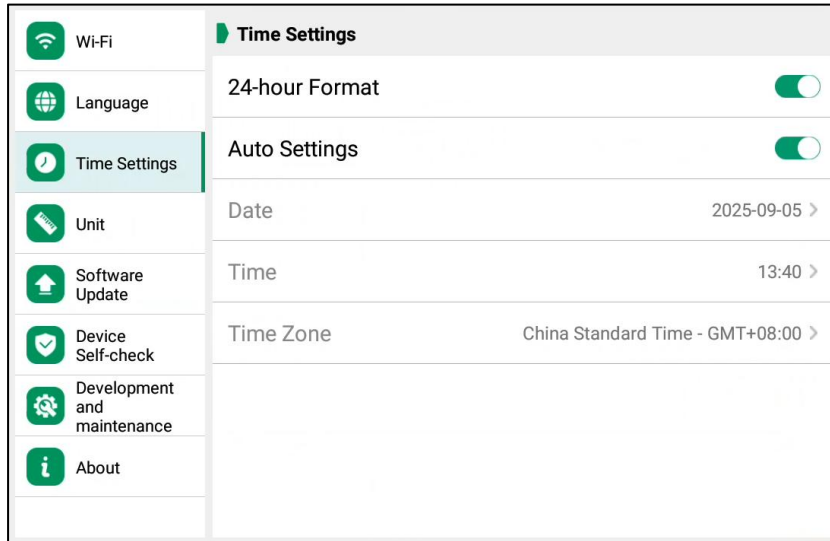 Wi-Fi
Language
Time Settings
Unit
Software
Update
Device
Self-check
Development
and
maintenance
About
Time Settings
24-hour Format
Auto Settings
Date 2025-09-05
Time 13:40
Time Zone China Standard Time - GMT+08:00